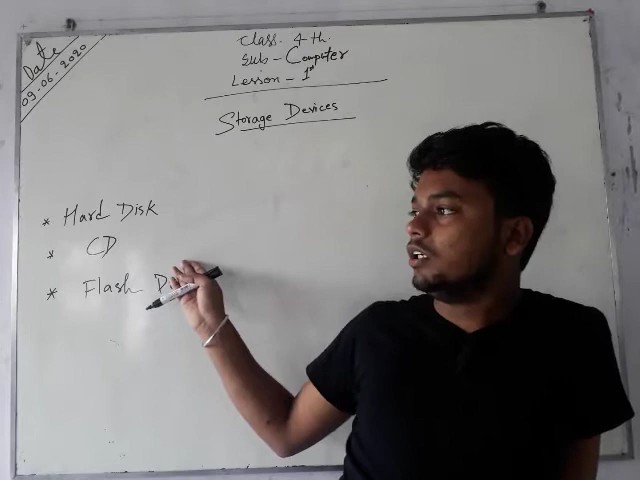 Date
09.06.2020
Class. 4th.
Sub - Computer
Lesson - 1st
Storage Devices
* Hard Disk
* CD
* Flash